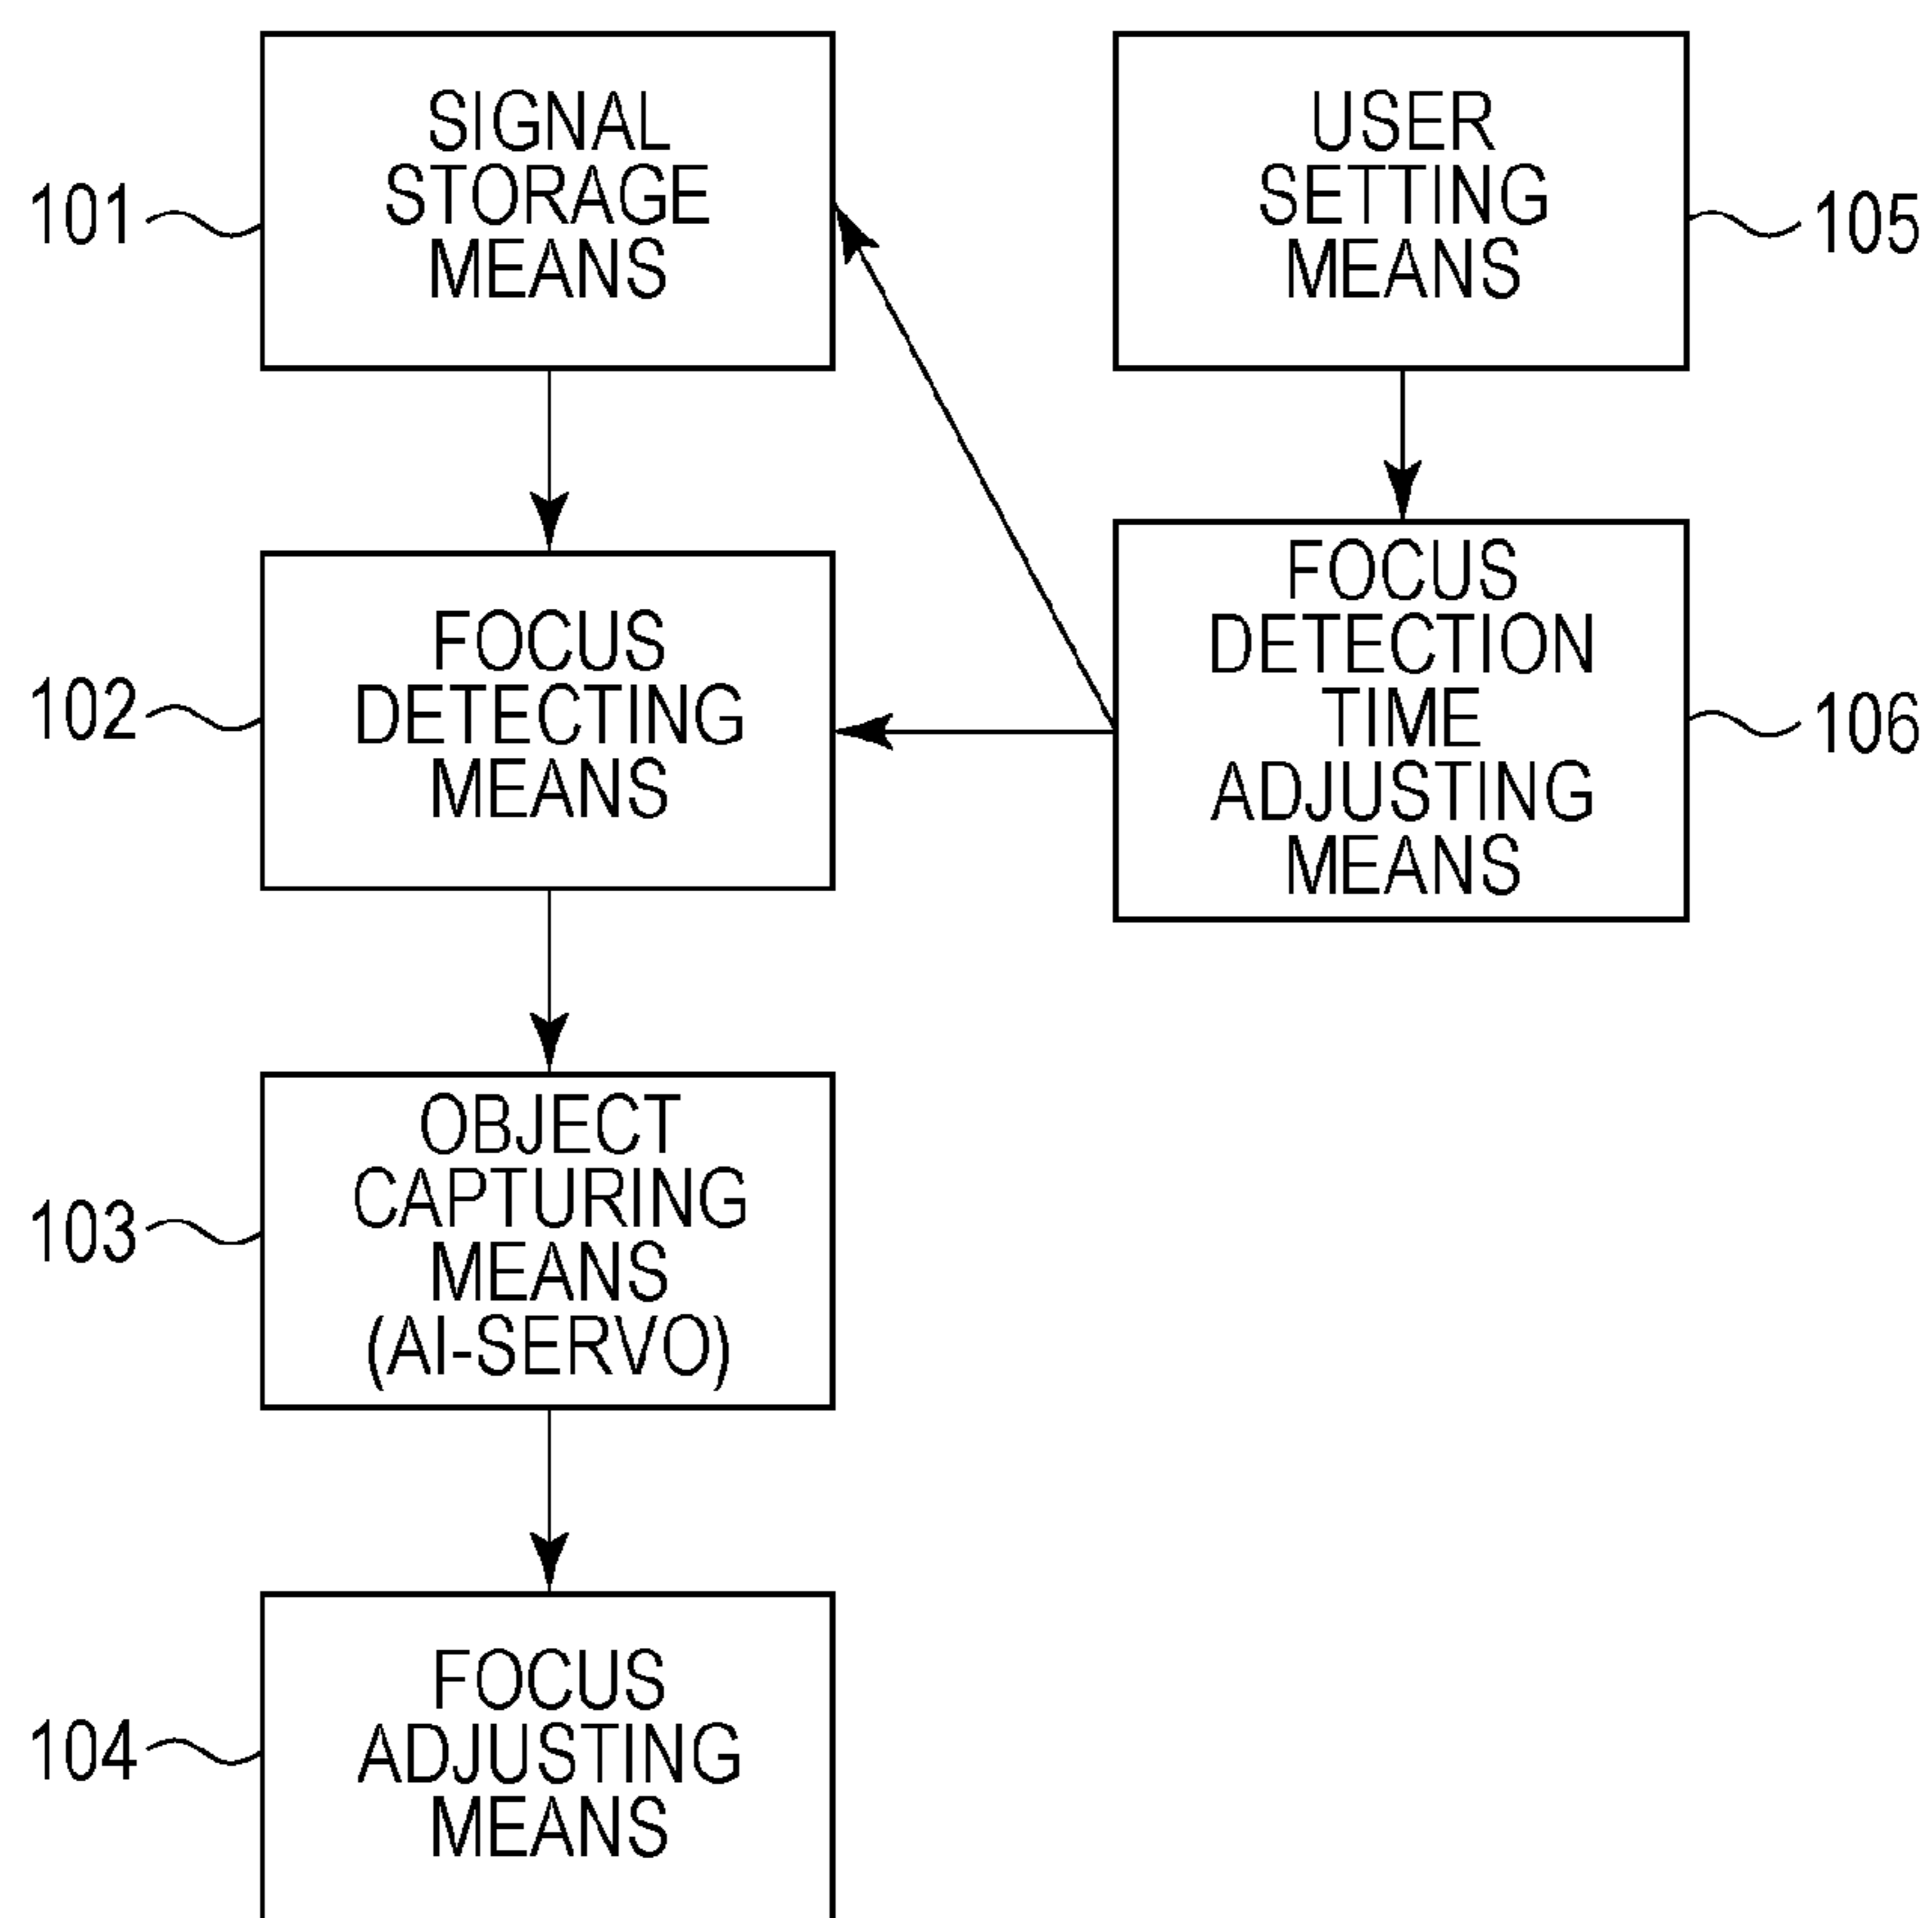 SIGNAL
STORAGE
MEANS
101
USER
SETTING
MEANS
105
FOCUS
DETECTING
MEANS
102
FOCUS
DETECTION
TIME
ADJUSTING
MEANS
106
OBJECT
CAPTURING
MEANS
(AI-SERVO)
103
FOCUS
ADJUSTING
MEANS
104